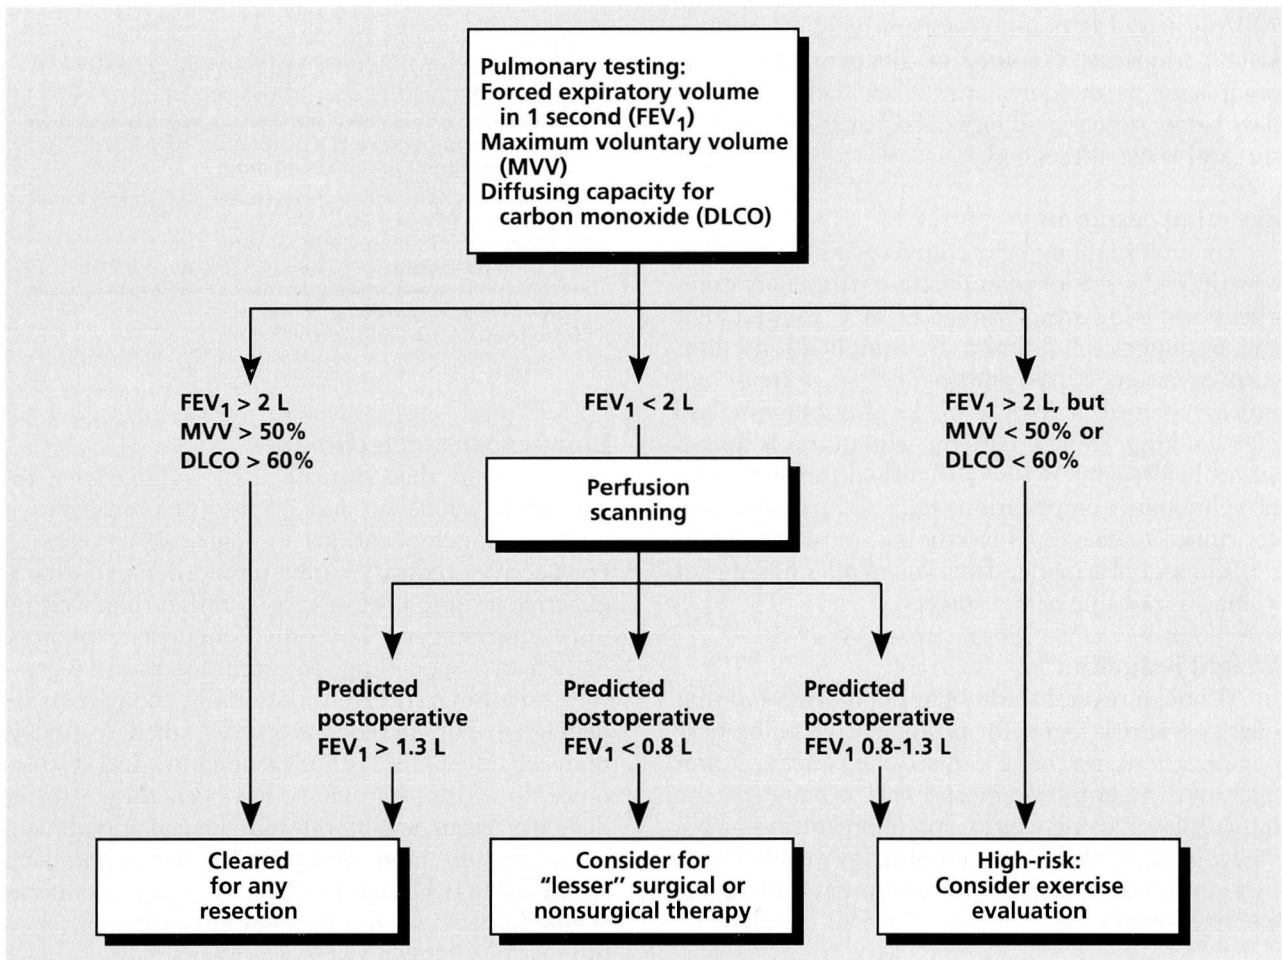 Pulmonary testing:
Forced expiratory volume
in 1 second (FEV₁)
Maximum voluntary volume
(MVV)
Diffusing capacity for
carbon monoxide (DLCO)
FEV₁ > 2 L
MVV > 50%
DLCO > 60%
FEV₁ < 2 L
FEV₁ > 2 L, but
MVV < 50% or
DLCO < 60%
Perfusion
scanning
Predicted
postoperative
FEV₁ > 1.3 L
Predicted
postoperative
FEV₁ < 0.8 L
Predicted
postoperative
FEV₁ 0.8-1.3 L
Cleared
for any
resection
Consider for
“lesser” surgical or
nonsurgical therapy
High-risk:
Consider exercise
evaluation